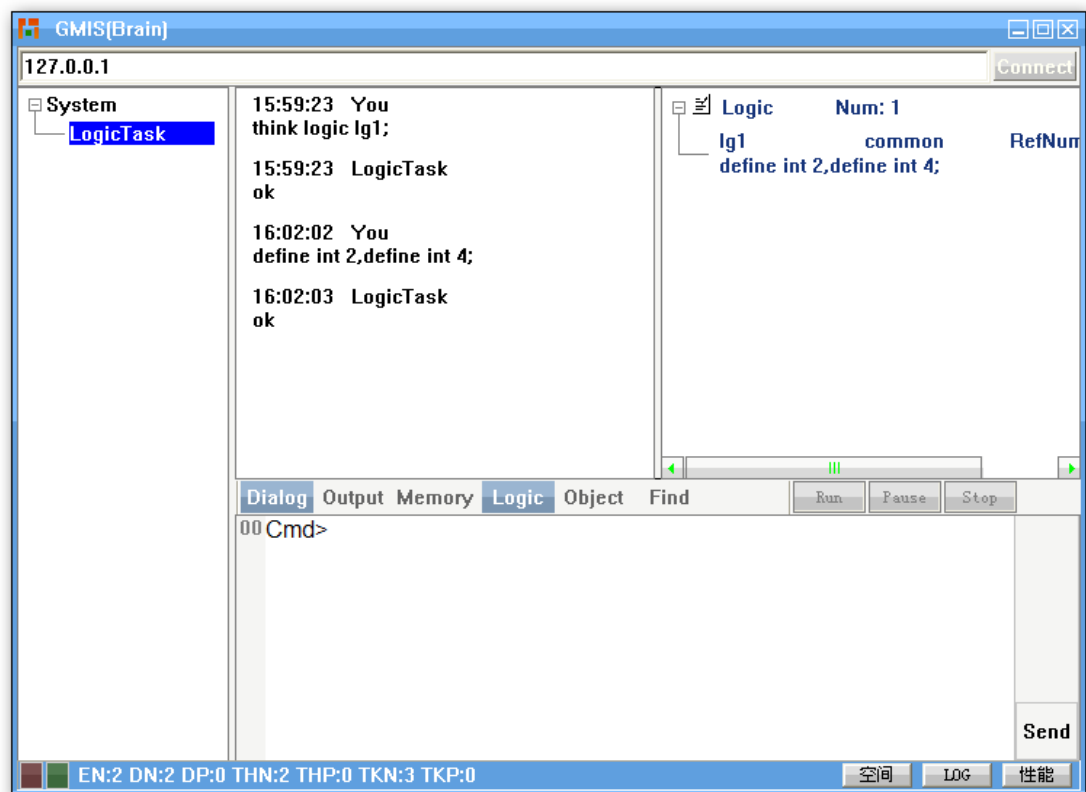 GMIS(Brain)
127.0.0.1
Connect
System
LogicTask
15:59:23 You
think logic lg1;
15:59:23 LogicTask
ok
16:02:02 You
define int 2,define int 4;
16:02:03 LogicTask
ok
Logic Num: 1
lg1 common RefNum
define int 2,define int 4;
Dialog Output Memory Logic Object Find Run Pause Stop
00 Cmd>
Send
EN:2 DN:2 DP:0 THN:2 THP:0 TKN:3 TKP:0 空间 LOG 性能